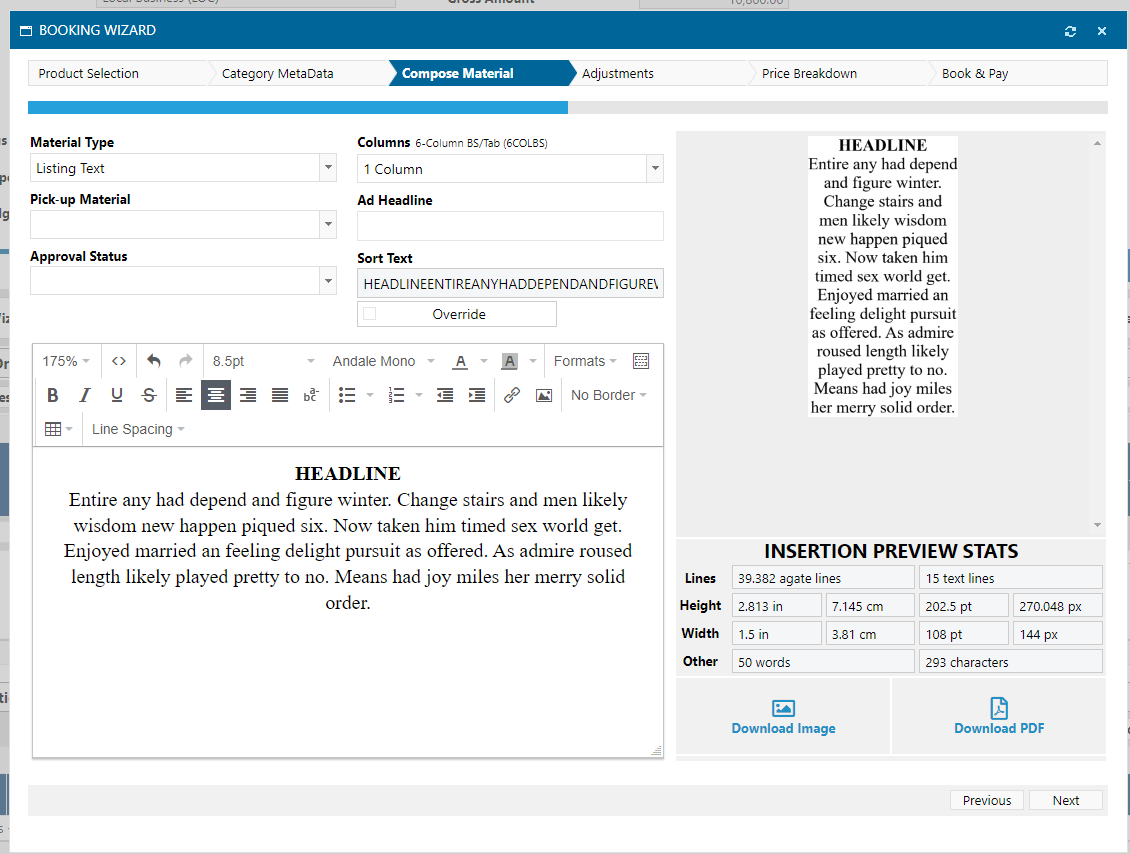 Local Business (LOC)
Gross Amount
10,800.00
BOOKING WIZARD
Product Selection
Category MetaData
Compose Material
Adjustments
Price Breakdown
Book & Pay
Material Type
Listing Text
Pick-up Material
Approval Status
Columns 6-Column BS/Tab (6COLBS)
1 Column
Ad Headline
Sort Text
HEADLINEENTIREANYHADDEPENDANDFIGUREW
Override
175%
8.5pt
Andale Mono
A
A
Formats
B
I
U
S
No Border
Line Spacing
HEADLINE
Entire any had depend and figure winter. Change stairs and men likely
wisdom new happen piqued six. Now taken him timed sex world get.
Enjoyed married an feeling delight pursuit as offered. As admire roused
length likely played pretty to no. Means had joy miles her merry solid
order.
HEADLINE
Entire any had depend
and figure winter.
Change stairs and
men likely wisdom
new happen piqued
six. Now taken him
timed sex world get.
Enjoyed married an
feeling delight pursuit
as offered. As admire
roused length likely
played pretty to no.
Means had joy miles
her merry solid order.
INSERTION PREVIEW STATS
Lines 39.382 agate lines 15 text lines
Height 2.813 in 7.145 cm 202.5 pt 270.048 px
Width 1.5 in 3.81 cm 108 pt 144 px
Other 50 words 293 characters
Download Image
Download PDF
Previous
Next